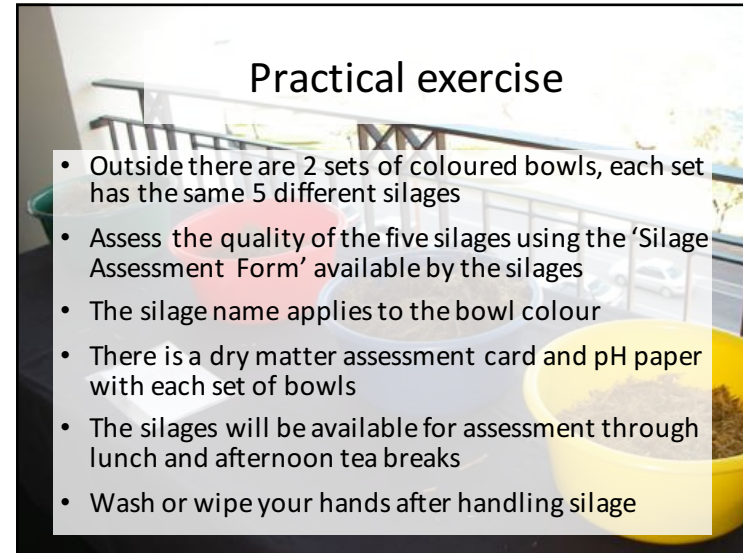 Practical exercise
• Outside there are 2 sets of coloured bowls, each set
has the same 5 different silages
• Assess the quality of the five silages using the 'Silage
Assessment Form' available by the silages
• The silage name applies to the bowl colour
• There is a dry matter assessment card and pH paper
with each set of bowls
• The silages will be available for assessment through
lunch and afternoon tea breaks
• Wash or wipe your hands after handling silage